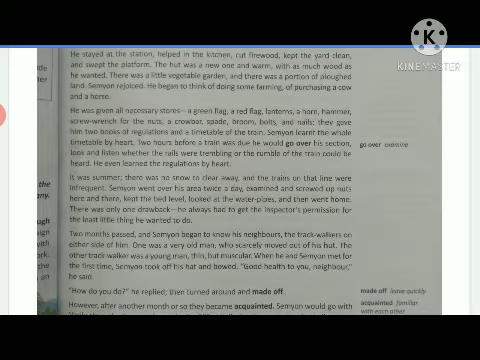 He stayed at the station, helped in the kitchen, cut firewood, kept the yard clean,
and swept the platform. The hut was a new one and warm, with as much wood as
he wanted. There was a little vegetable garden, and there was a portion of ploughed
land. Semyon rejoiced. He began to think of doing some farming, of purchasing a cow
and a horse.
He was given all necessary stores – a green flag, a red flag, lanterns, a horn, hammer,
screw-wrench for the nuts, a crowbar, spade, broom, bolts, and nails; they gave
him two books of regulations and a timetable of the train. Semyon learnt the whole
timetable by heart. Two hours before a train was due he would go over his section,
look and listen whether the rails were trembling or the rumble of the train could be
heard. He even learned the regulations by heart.
It was summer; there was no snow to clear away, and the trains on that line were
infrequent. Semyon went over his area twice a day, examined and screwed up nuts
here and there, kept the bed level, looked at the water-pipes, and then went home.
There was only one drawback—he always had to get the inspector's permission for
the least little thing he wanted to do.
Two months passed, and Semyon began to know his neighbours, the track-walkers on
either side of him. One was a very old man, who scarcely moved out of his hut. The
other track walker was a young man, thin, but muscular. When he and Semyon met
for the first time, Semyon took off his hat and bowed. "Good health to you, neighbour,"
he said.
"How do you do?" he replied; then turned around and made off.
However, after another month or so they became acquainted. Semyon would go with
go over examine
made off leave quickly
acquainted familiar
with each other
the
any.
ough
ign
with
ork.
the
an
KINEMASTER